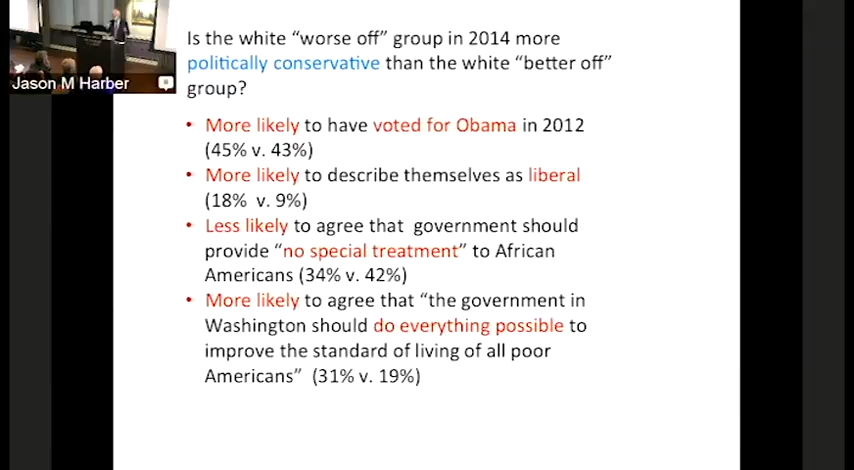 Jason M Harber
Is the white “worse off” group in 2014 more
politically conservative than the white “better off”
group?
• More likely to have voted for Obama in 2012
(45% v. 43%)
• More likely to describe themselves as liberal
(18% v. 9%)
• Less likely to agree that government should
provide “no special treatment” to African
Americans (34% v. 42%)
• More likely to agree that “the government in
Washington should do everything possible to
improve the standard of living of all poor
Americans” (31% v. 19%)